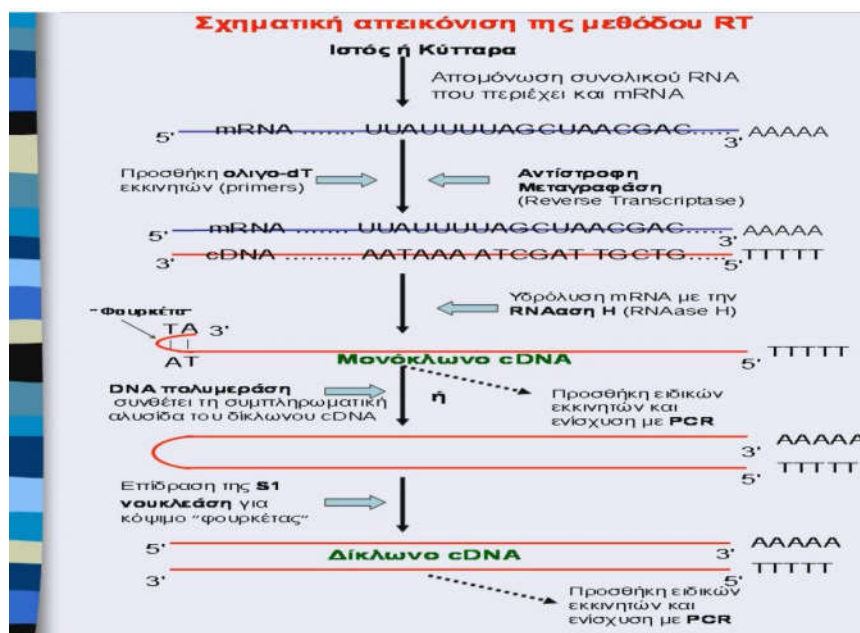 Σχηματική απεικόνιση της μεθόδου RT
Ιστός ή Κύτταρα
Απομόνωση συνολικού RNA
που περιέχει και mRNA
5' mRNA ....... UUAUUUUAGCUAACGAC...... 3' AAAAA
Προσθήκη ολιγο-dT
εκκινητών (primers)
Αντίστροφη
Μεταγραφάση
(Reverse Transcriptase)
5' mRNA ....... UUAUUUUAGCUAACGAC...... 3' AAAAA
3' cDNA ......... AATAAA ATCGAT TGCTG ..... 5' TTTTT
Υδρόλυση mRNA με την
RNAαση H (RNAase H)
"Φουρκέτα"
TA 3'
AT
Μονόκλωνο cDNA
TTTTT
5'
DNA πολυμεράση
συνθέτει τη συμπληρωματική
αλυσίδα του δίκλωνου cDNA
ή
Προσθήκη ειδικών
εκκινητών και
ενίσχυση με PCR
3' AAAAA
5' TTTTT
Επίδραση της S1
νουκλεάση για
κόψιμο "φουρκέτας"
5' 3' AAAAA
Δίκλωνο cDNA
3' 5' TTTTT
Προσθήκη ειδικών
εκκινητών και
ενίσχυση με PCR